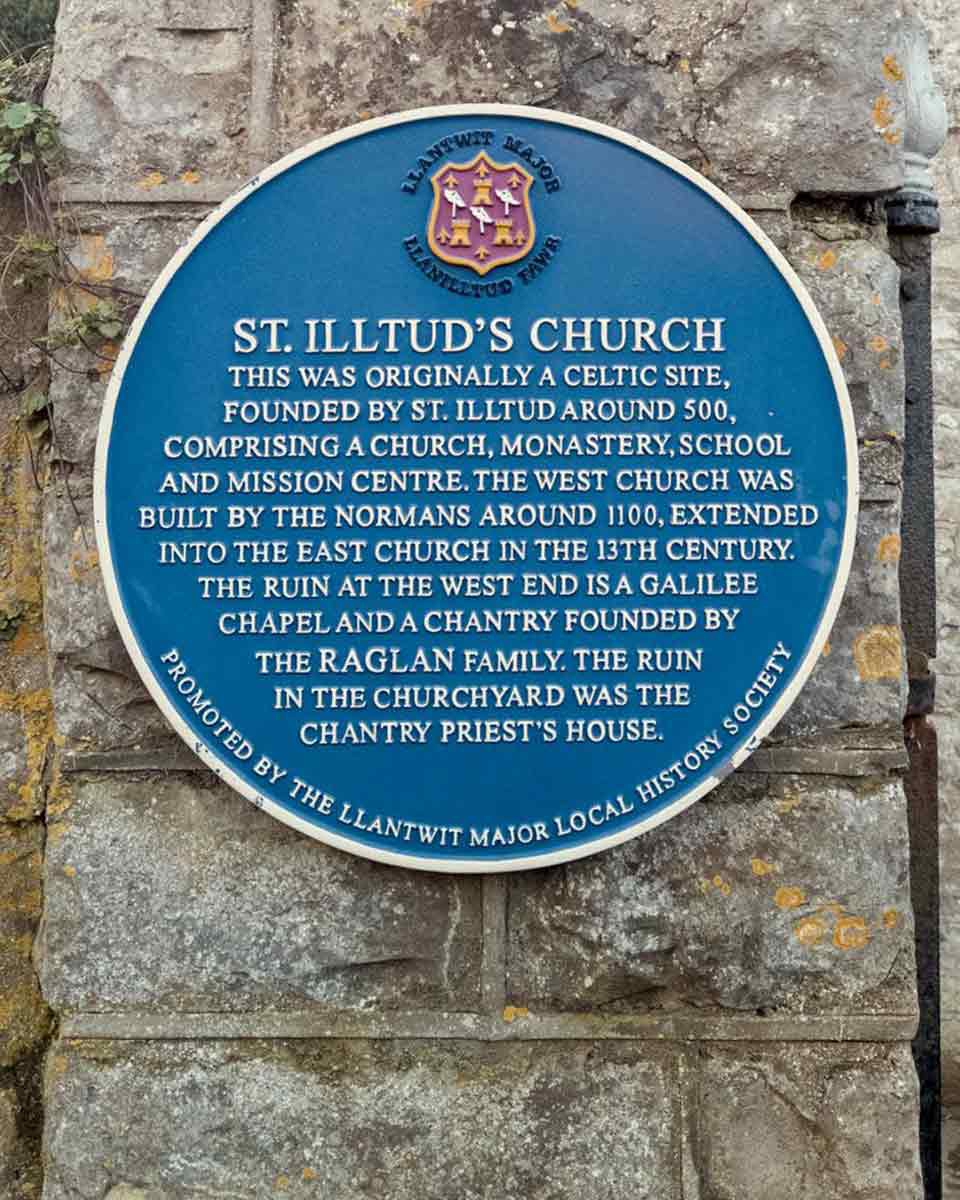 LLANTWIT MAJOR
LLANILLTUD FAWR
ST. ILLTUD'S CHURCH
THIS WAS ORIGINALLY A CELTIC SITE,
FOUNDED BY ST. ILLTUD AROUND 500,
COMPRISING A CHURCH, MONASTERY, SCHOOL
AND MISSION CENTRE. THE WEST CHURCH WAS
BUILT BY THE NORMANS AROUND 1100, EXTENDED
INTO THE EAST CHURCH IN THE 13TH CENTURY.
THE RUIN AT THE WEST END IS A GALILEE
CHAPEL AND A CHANTRY FOUNDED BY
THE RAGLAN FAMILY. THE RUIN
IN THE CHURCHYARD WAS THE
CHANTRY PRIEST'S HOUSE.
PROMOTED BY THE LLANTWIT MAJOR LOCAL HISTORY SOCIETY